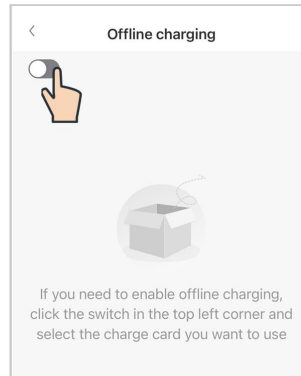 Offline charging
If you need to enable offline charging,
click the switch in the top left corner and
select the charge card you want to use